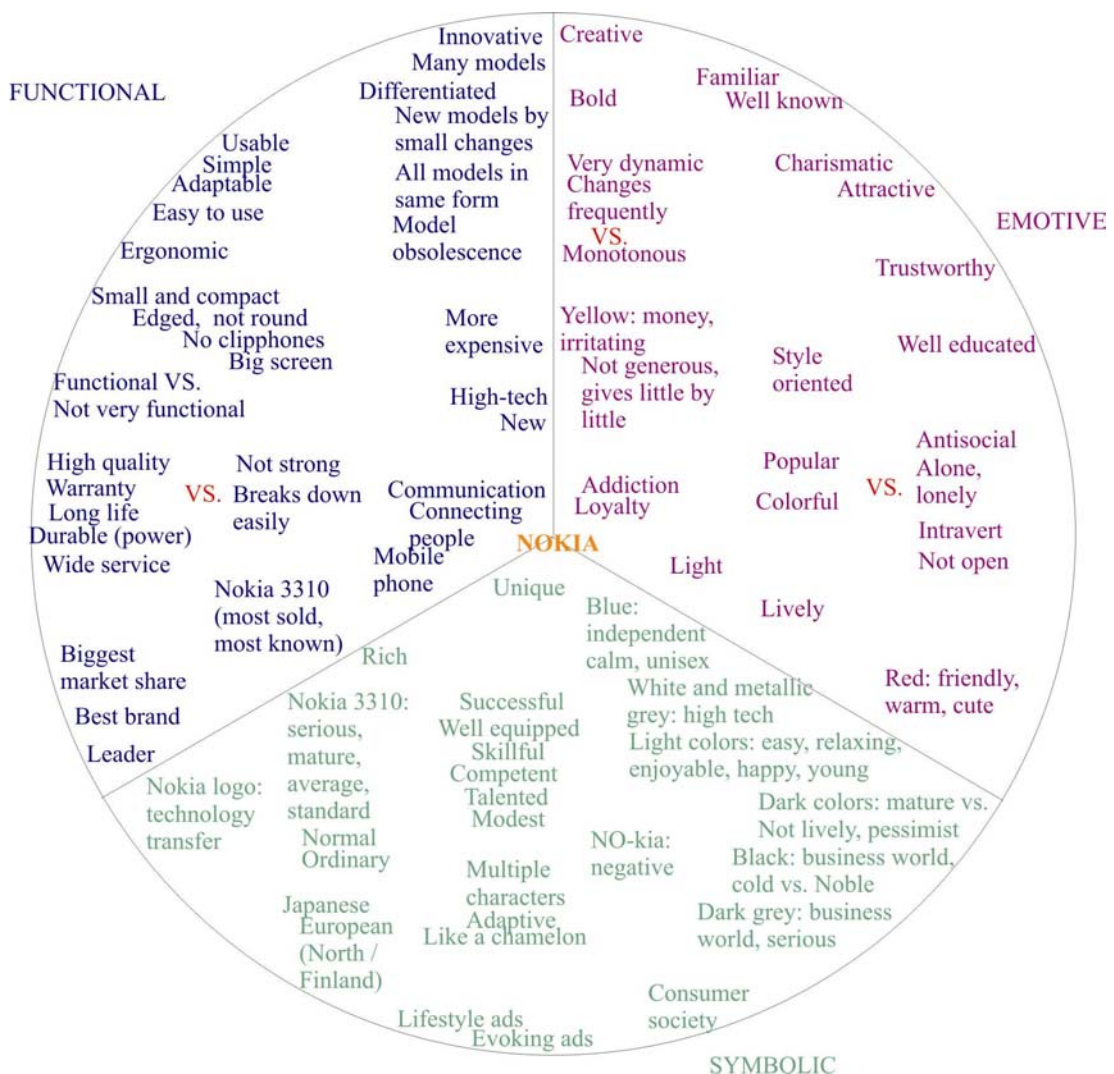 FUNCTIONAL
Innovative
Many models
Differentiated
New models by
small changes
All models in
same form
Model
obsolescence
Usable
Simple
Adaptable
Easy to use
Ergonomic
Small and compact
Edged, not round
No clipphones
Big screen
More
expensive
Functional VS.
Not very functional
High-tech
New
High quality
Warranty
Long life
Durable (power)
Wide service
VS.
Not strong
Breaks down
easily
Communication
Connecting
people
Mobile
phone
Nokia 3310
(most sold,
most known)
Biggest
market share
Best brand
Leader
EMOTIVE
Creative
Bold
Familiar
Well known
Very dynamic
Changes
frequently
VS.
Monotonous
Charismatic
Attractive
Trustworthy
Yellow: money,
irritating
Not generous,
gives little by
little
Style
oriented
Well educated
Popular
Colorful
VS.
Antisocial
Alone,
lonely
Intravert
Not open
Addiction
Loyalty
Light
Lively
Red: friendly,
warm, cute
NOKIA
Unique
Blue:
independent
calm, unisex
White and metallic
grey: high tech
Light colors: easy, relaxing,
enjoyable, happy, young
Rich
Nokia 3310:
serious,
mature,
average,
standard
Normal
Ordinary
Successful
Well equipped
Skillful
Competent
Talented
Modest
Nokia logo:
technology
transfer
NO-kia:
negative
Dark colors: mature vs.
Not lively, pessimist
Black: business world,
cold vs. Noble
Dark grey: business
world, serious
Multiple
characters
Adaptive
Like a chamelon
Japanese
European
(North /
Finland)
Lifestyle ads
Evoking ads
Consumer
society
SYMBOLIC